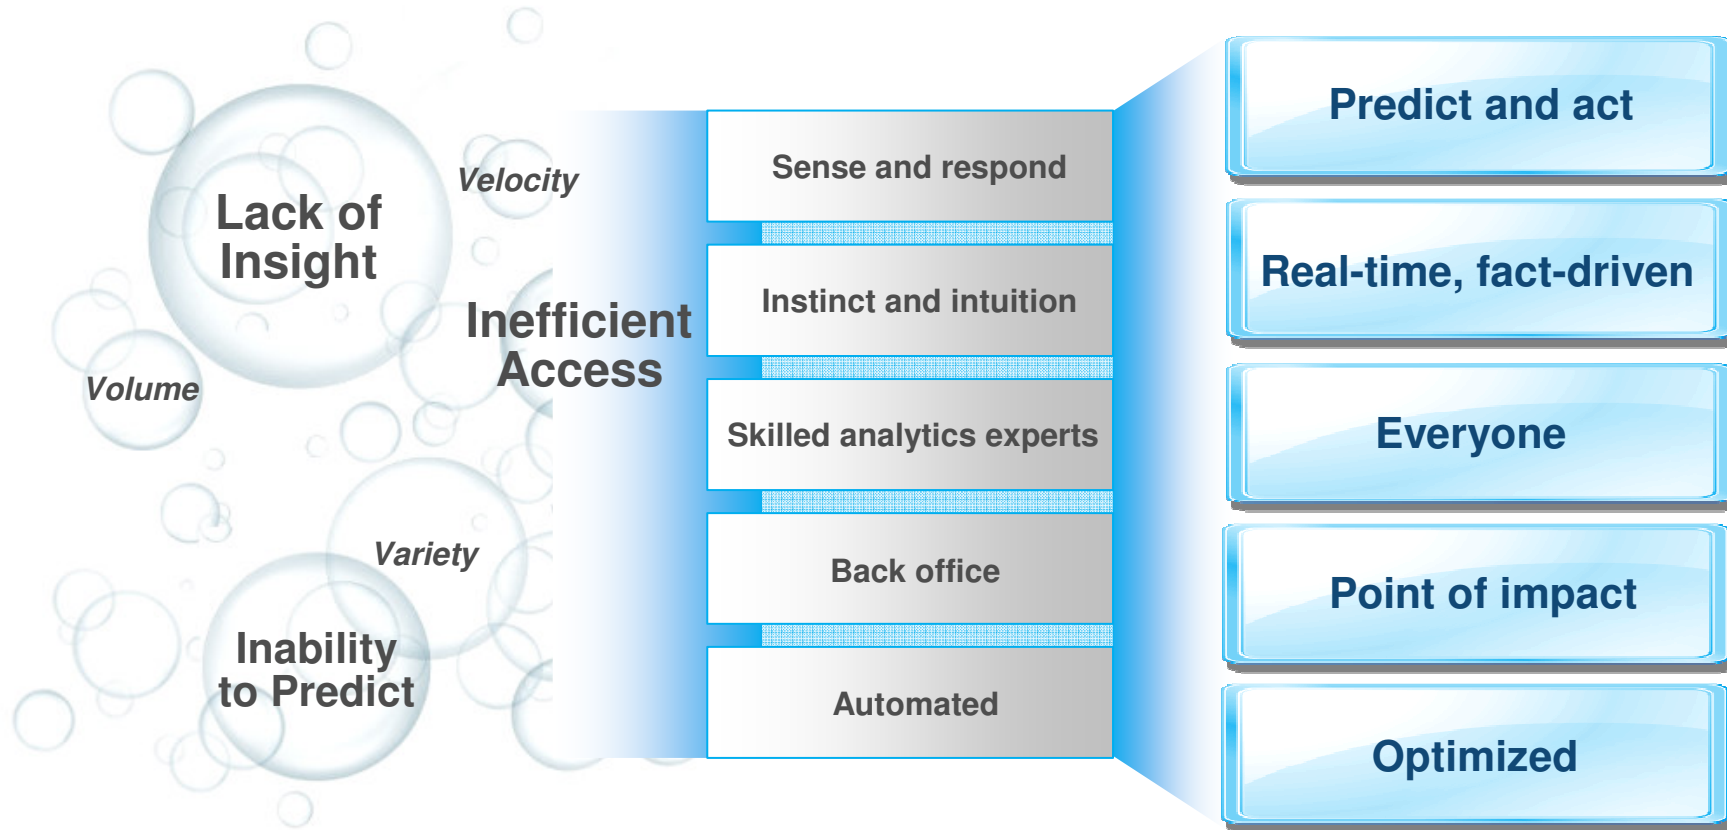 Lack of
Insight
Velocity
Inefficient
Access
Volume
Variety
Inability
to Predict
Sense and respond
Instinct and intuition
Skilled analytics experts
Back office
Automated
Predict and act
Real-time, fact-driven
Everyone
Point of impact
Optimized